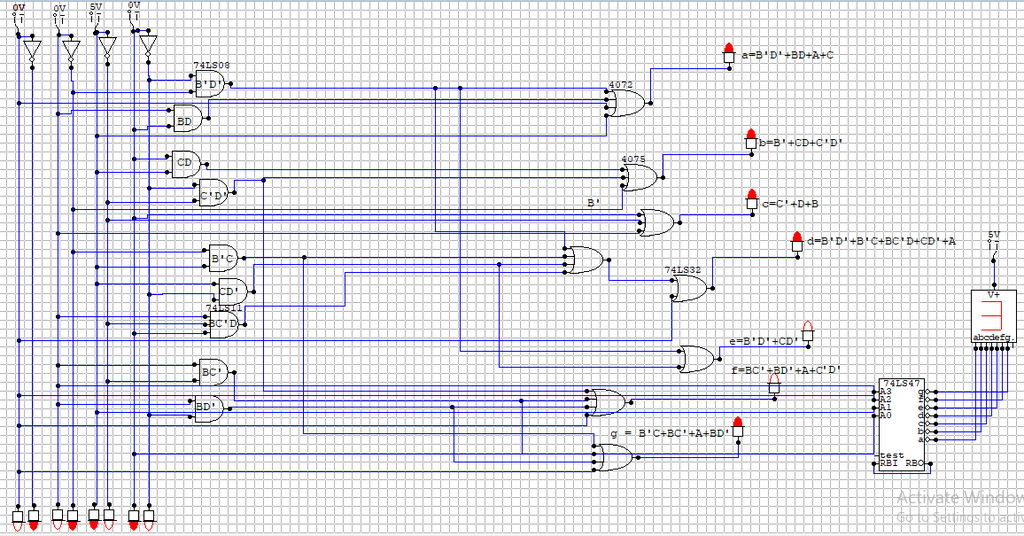 0V
0V
5V
0V
74LS08
B'D'
a=B'D'+BD+A+C
4072
BD
b=B'+CD+C'D'
4075
CD
C'D'
B'
c=C'+D+B
d=B'D'+B'C+BC'D+CD'+A
5V
B'C
74LS32
CD'
V+
74LS11
BC'D
abcdefg.
e=B'D'+CD'
f=BC'+BD'+A+C'D'
BC'
74LS47
A3 g
A2 f
A1 e
A0 d
c
b
a
BD'
g = B'C+BC'+A+BD'
test
RBI RBO
Activate Window
Go to Settings to activ